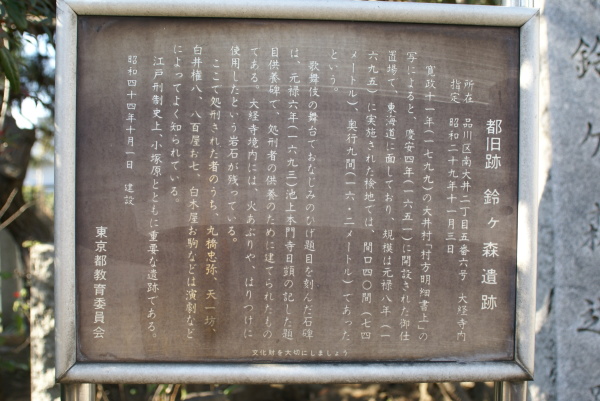 都旧跡 鈴ヶ森遺跡
所在 品川区南大井二丁目五番六号 大経寺内
指定 昭和二十九年十一月三日
寛政十一年(一七九九)の大井村「村方明細書上」の
写によると、慶安四年(一六五一)に開設された御仕
置場で、東海道に面しており、規模は元禄八年(一
六九五)に実施された検地では、間口四〇間(七四
メートル)、奥行九間(一六・二メートル)であった
という。
歌舞伎の舞台でおなじみのひげ題目を刻んだ石碑
は、元禄六年(一六九三)池上本門寺日顗の記した題
目供養碑で、処刑者の供養のために建てられたもの
である。大経寺境内には、火あぶりや、はりつけに
使用したという岩石が残っている。
ここで処刑された者のうち、丸橋忠弥、天一坊、
白井権八、八百屋お七、白木屋お駒などは演劇など
によってよく知られている。
江戸刑制史上、小塚原とともに重要な遺跡である。
昭和四十四年十月一日 建設
東京都教育委員会
文化財を大切にしましょう
鈴ヶ森遺